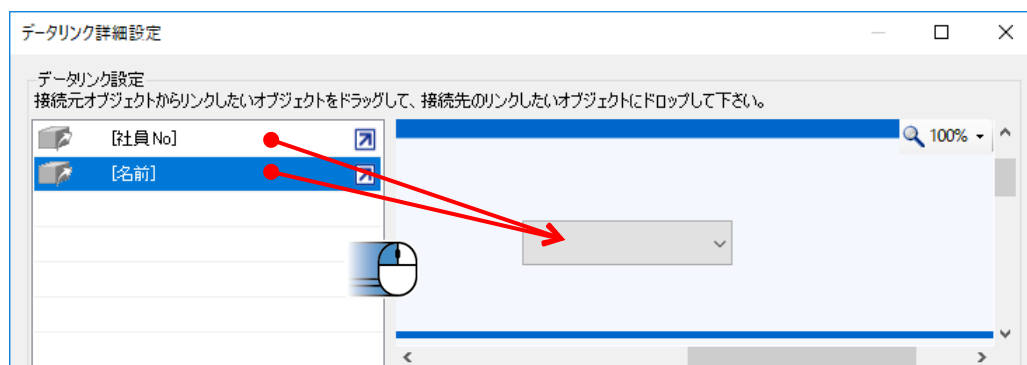 データリンク詳細設定
データリンク設定
接続元オブジェクトからリンクしたいオブジェクトをドラッグして、接続先のリンクしたいオブジェクトにドロップして下さい。
[社員No]
100%
[名前]